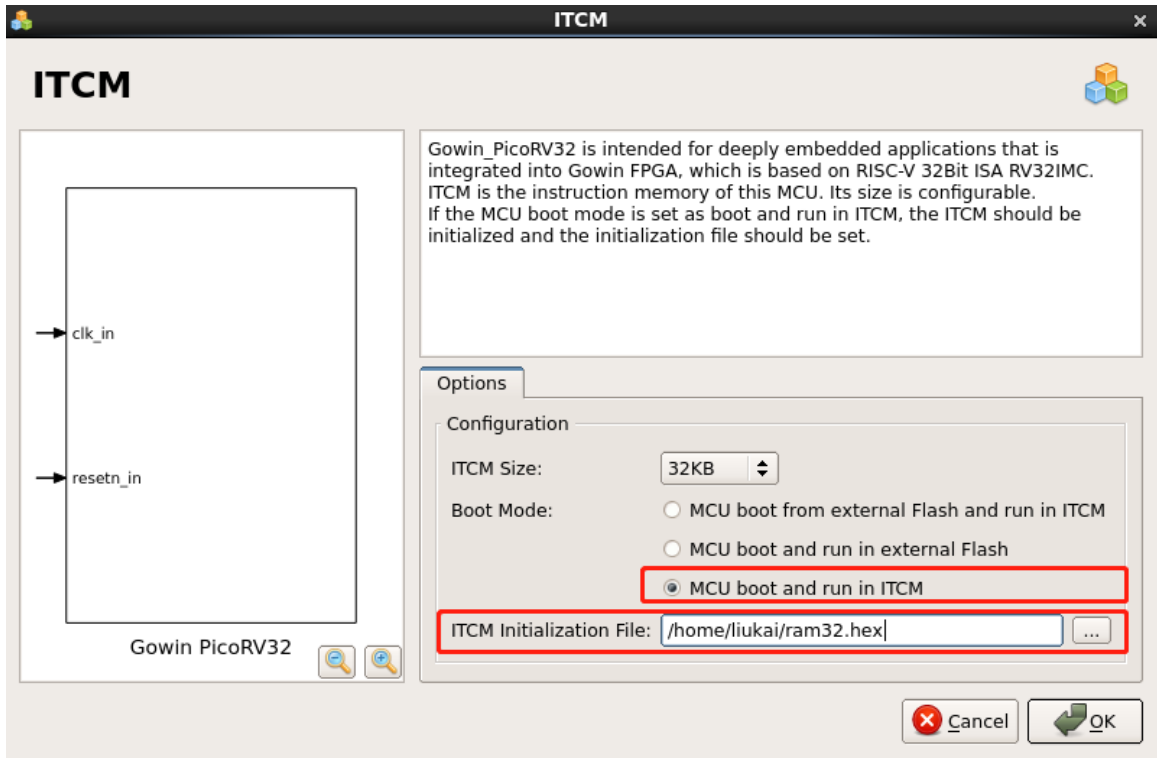 ITCM
ITCM
clk_in
resetn_in
Gowin PicoRV32
Gowin_PicoRV32 is intended for deeply embedded applications that is
integrated into Gowin FPGA, which is based on RISC-V 32Bit ISA RV32IMC.
ITCM is the instruction memory of this MCU. Its size is configurable.
If the MCU boot mode is set as boot and run in ITCM, the ITCM should be
initialized and the initialization file should be set.
Options
Configuration
ITCM Size: 32KB
Boot Mode: MCU boot from external Flash and run in ITCM
MCU boot and run in external Flash
MCU boot and run in ITCM
ITCM Initialization File: /home/liukai/ram32.hex ...
Cancel OK